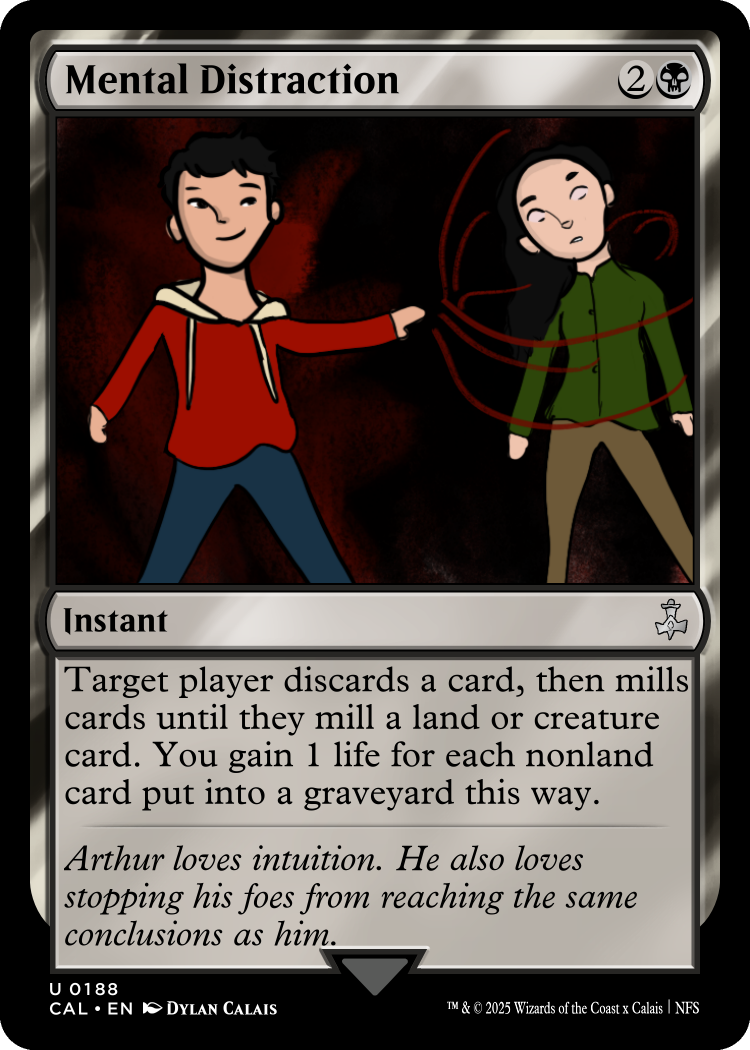 Mental Distraction
2
Instant
Target player discards a card, then mills
cards until they mill a land or creature
card. You gain 1 life for each nonland
card put into a graveyard this way.
Arthur loves intuition. He also loves
stopping his foes from reaching the same
conclusions as him.
U 0188
CAL • EN DYLAN CALAIS
™ & © 2025 Wizards of the Coast x Calais | NFS